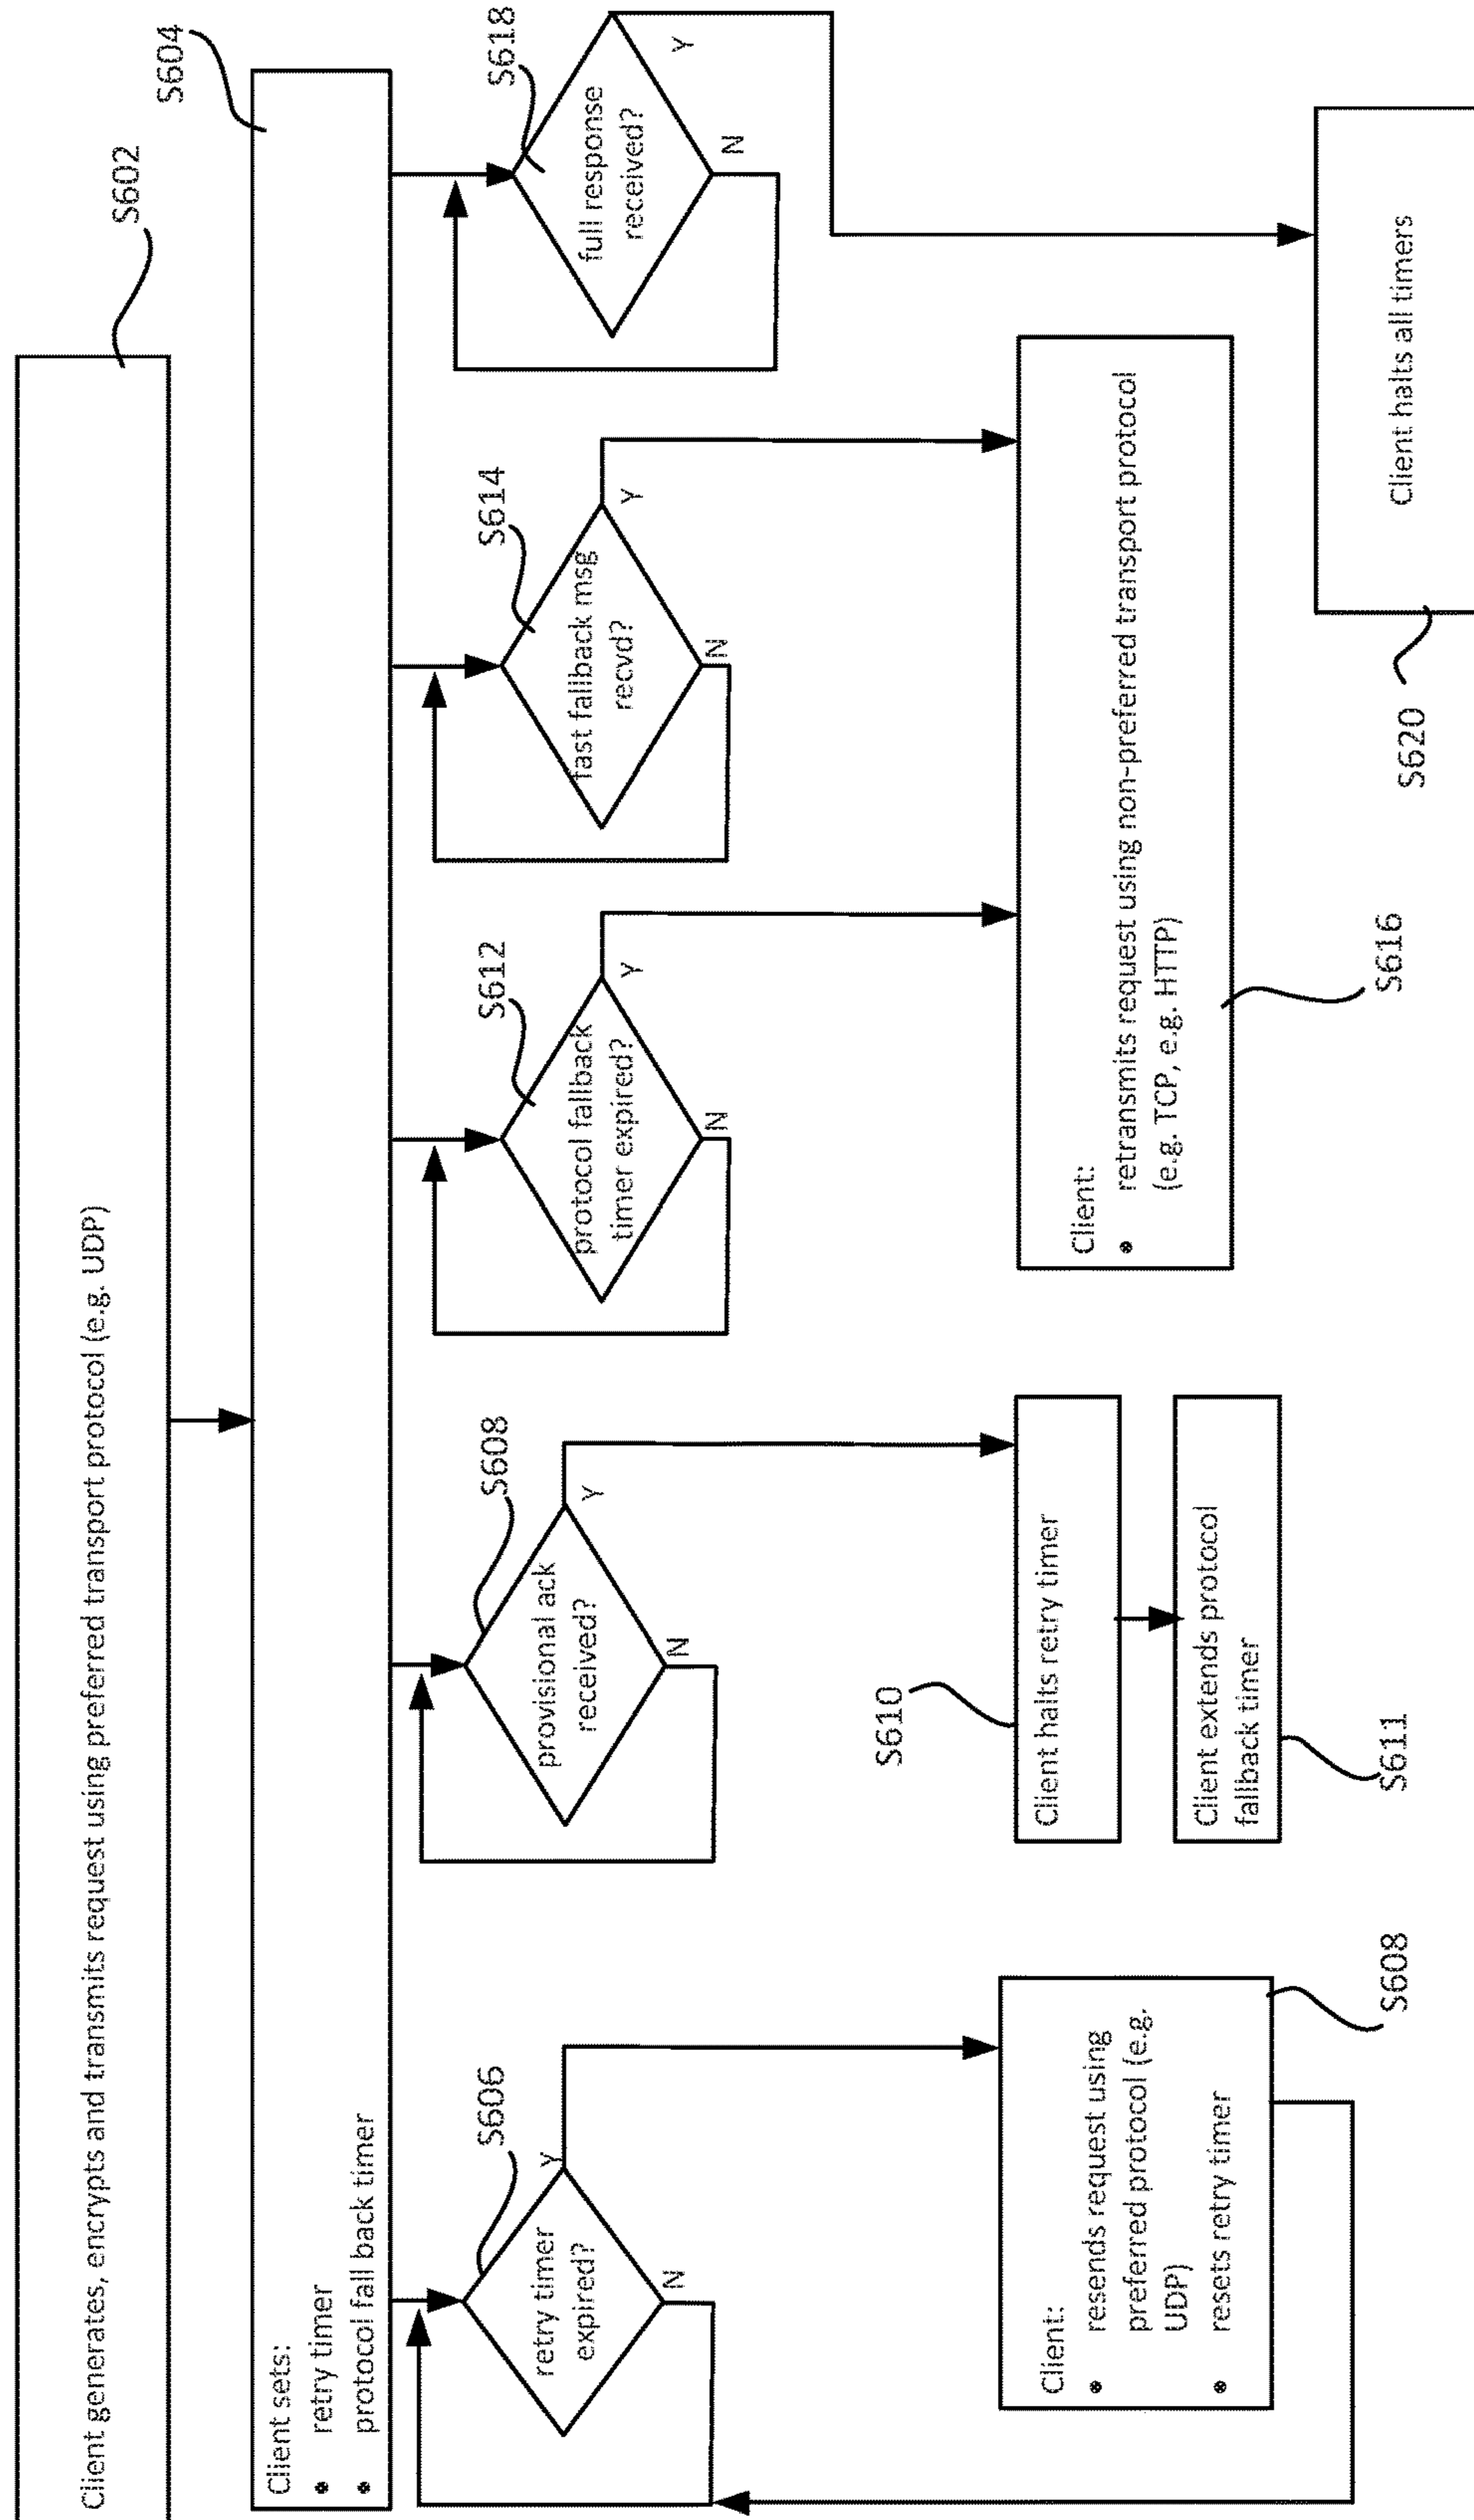 Client generates, encrypts and transmits request using preferred transport protocol (e.g. UDP)
S602
Client sets:
• retry timer
• protocol fall back timer
S604
retry timer
expired?
S606
Y
N
provisional ack
received?
S608
Y
N
protocol fallback
timer expired?
S612
Y
N
fast fallback msg
recvd?
S614
Y
N
full response
received?
S618
Y
N
Client:
• resends request using
preferred protocol (e.g.
UDP)
• resets retry timer
S608
Client halts retry timer
S610
Client extends protocol
fallback timer
S611
Client:
• retransmits request using non-preferred transport protocol
(e.g. TCP, e.g. HTTP)
S616
Client halts all timers
S620